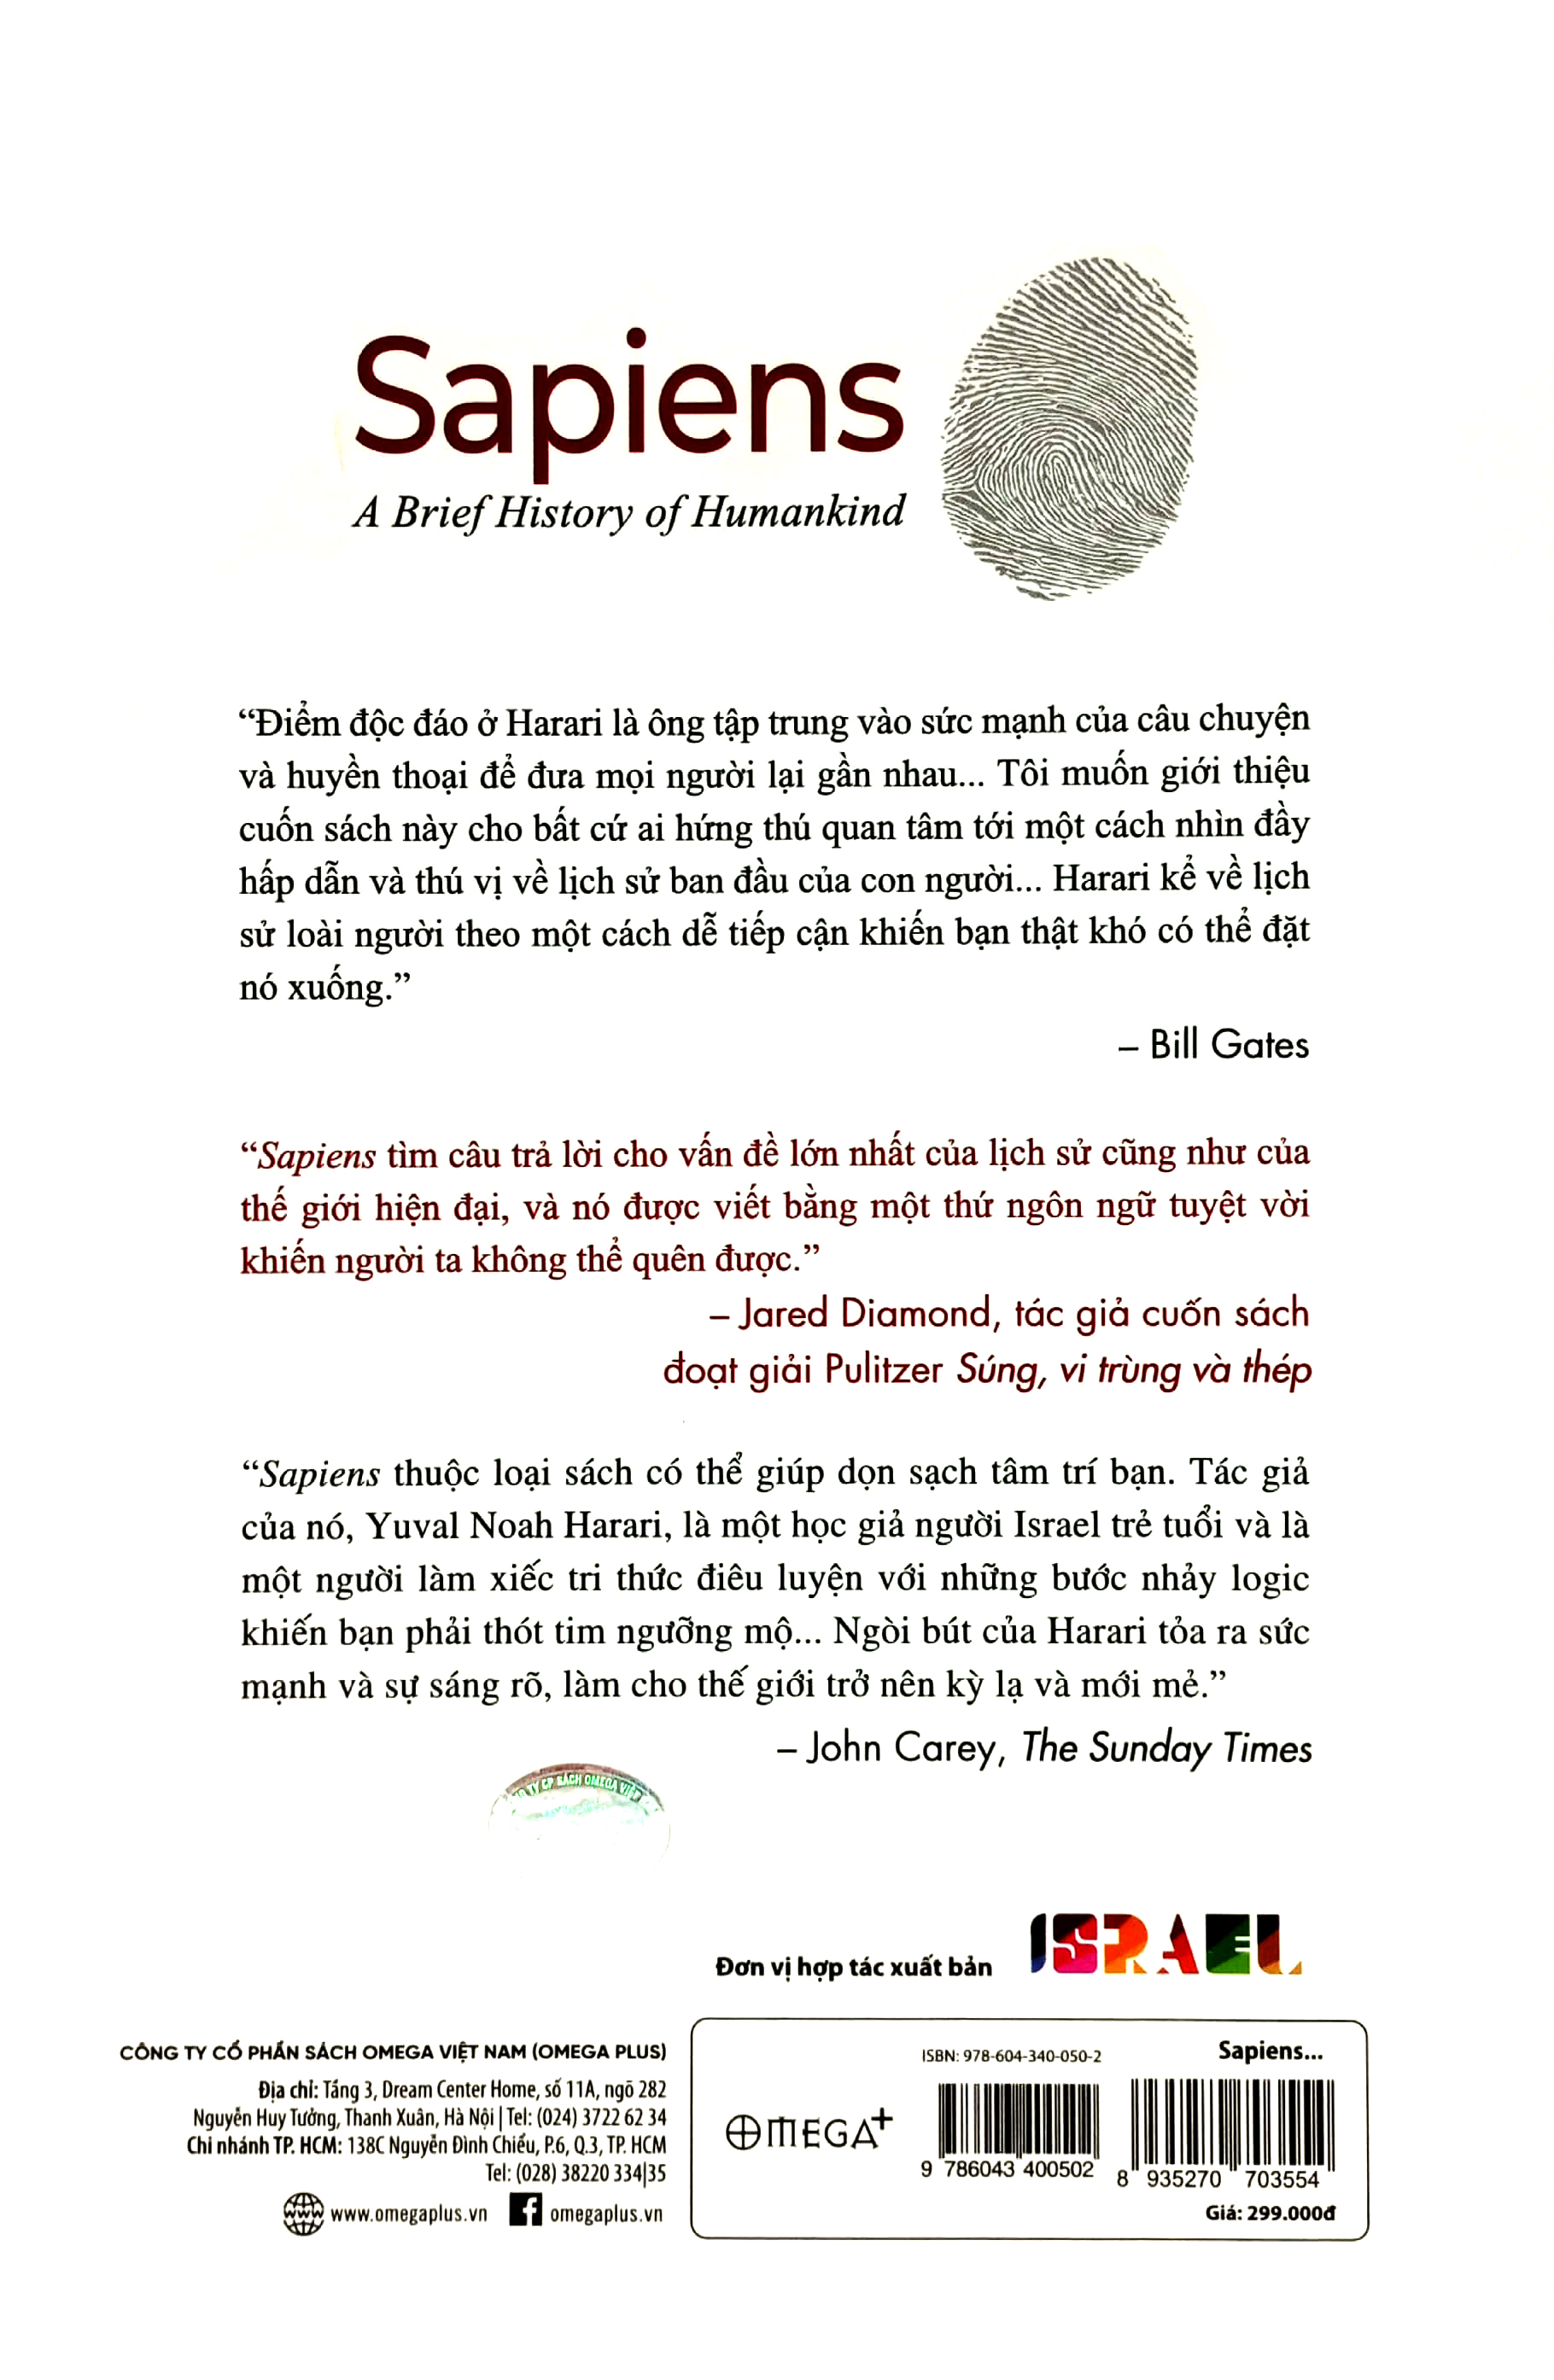 Sapiens
A Brief History of Humankind
“Điểm độc đáo ở Harari là ông tập trung vào sức mạnh của câu chuyện
và huyền thoại để đưa mọi người lại gần nhau... Tôi muốn giới thiệu
cuốn sách này cho bất cứ ai hứng thú quan tâm tới một cách nhìn đầy
hấp dẫn và thú vị về lịch sử ban đầu của con người... Harari kể về lịch
sử loài người theo một cách dễ tiếp cận khiến bạn thật khó có thể đặt
nó xuống.”
– Bill Gates
“Sapiens tìm câu trả lời cho vấn đề lớn nhất của lịch sử cũng như của
thế giới hiện đại, và nó được viết bằng một thứ ngôn ngữ tuyệt vời
khiến người ta không thể quên được.”
– Jared Diamond, tác giả cuốn sách
đoạt giải Pulitzer Súng, vi trùng và thép
“Sapiens thuộc loại sách có thể giúp dọn sạch tâm trí bạn. Tác giả
của nó, Yuval Noah Harari, là một học giả người Israel trẻ tuổi và là
một người làm xiếc tri thức điêu luyện với những bước nhảy logic
khiến bạn phải thót tim ngưỡng mộ... Ngòi bút của Harari tỏa ra sức
mạnh và sự sáng rõ, làm cho thế giới trở nên kỳ lạ và mới mẻ.”
– John Carey, The Sunday Times
TY CP SÁCH OMEGA VIỆT
Đơn vị hợp tác xuất bản
ISRAEL
CÔNG TY CỔ PHẦN SÁCH OMEGA VIỆT NAM (OMEGA PLUS)
Địa chỉ: Tầng 3, Dream Center Home, số 11A, ngõ 282
Nguyễn Huy Tưởng, Thanh Xuân, Hà Nội | Tel: (024) 3722 62 34
Chi nhánh TP. HCM: 138C Nguyễn Đình Chiểu, P.6, Q.3, TP. HCM
Tel: (028) 38220 334|35
www www.omegaplus.vn f omegaplus.vn
OMEGA+
ISBN: 978-604-340-050-2
9 786043 400502
Sapiens...
8 935270 703554
Giá: 299.000đ